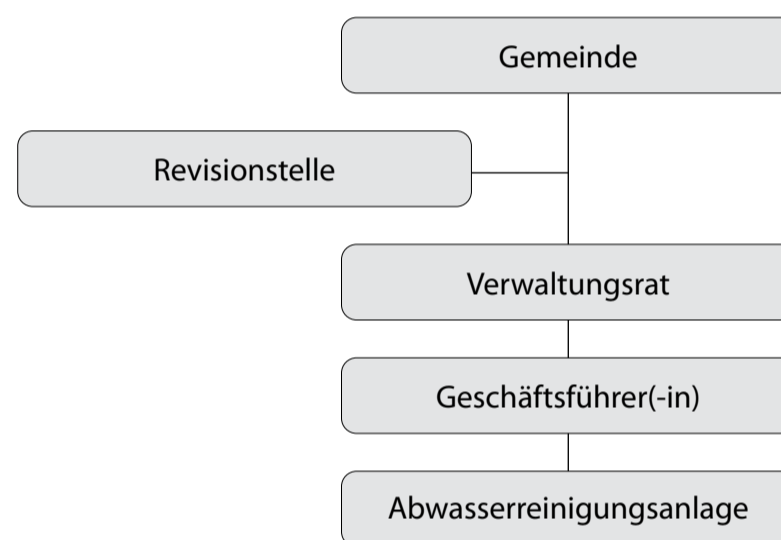 Gemeinde
Revisionstelle
Verwaltungsrat
Geschäftsführer(-in)
Abwasserreinigungsanlage